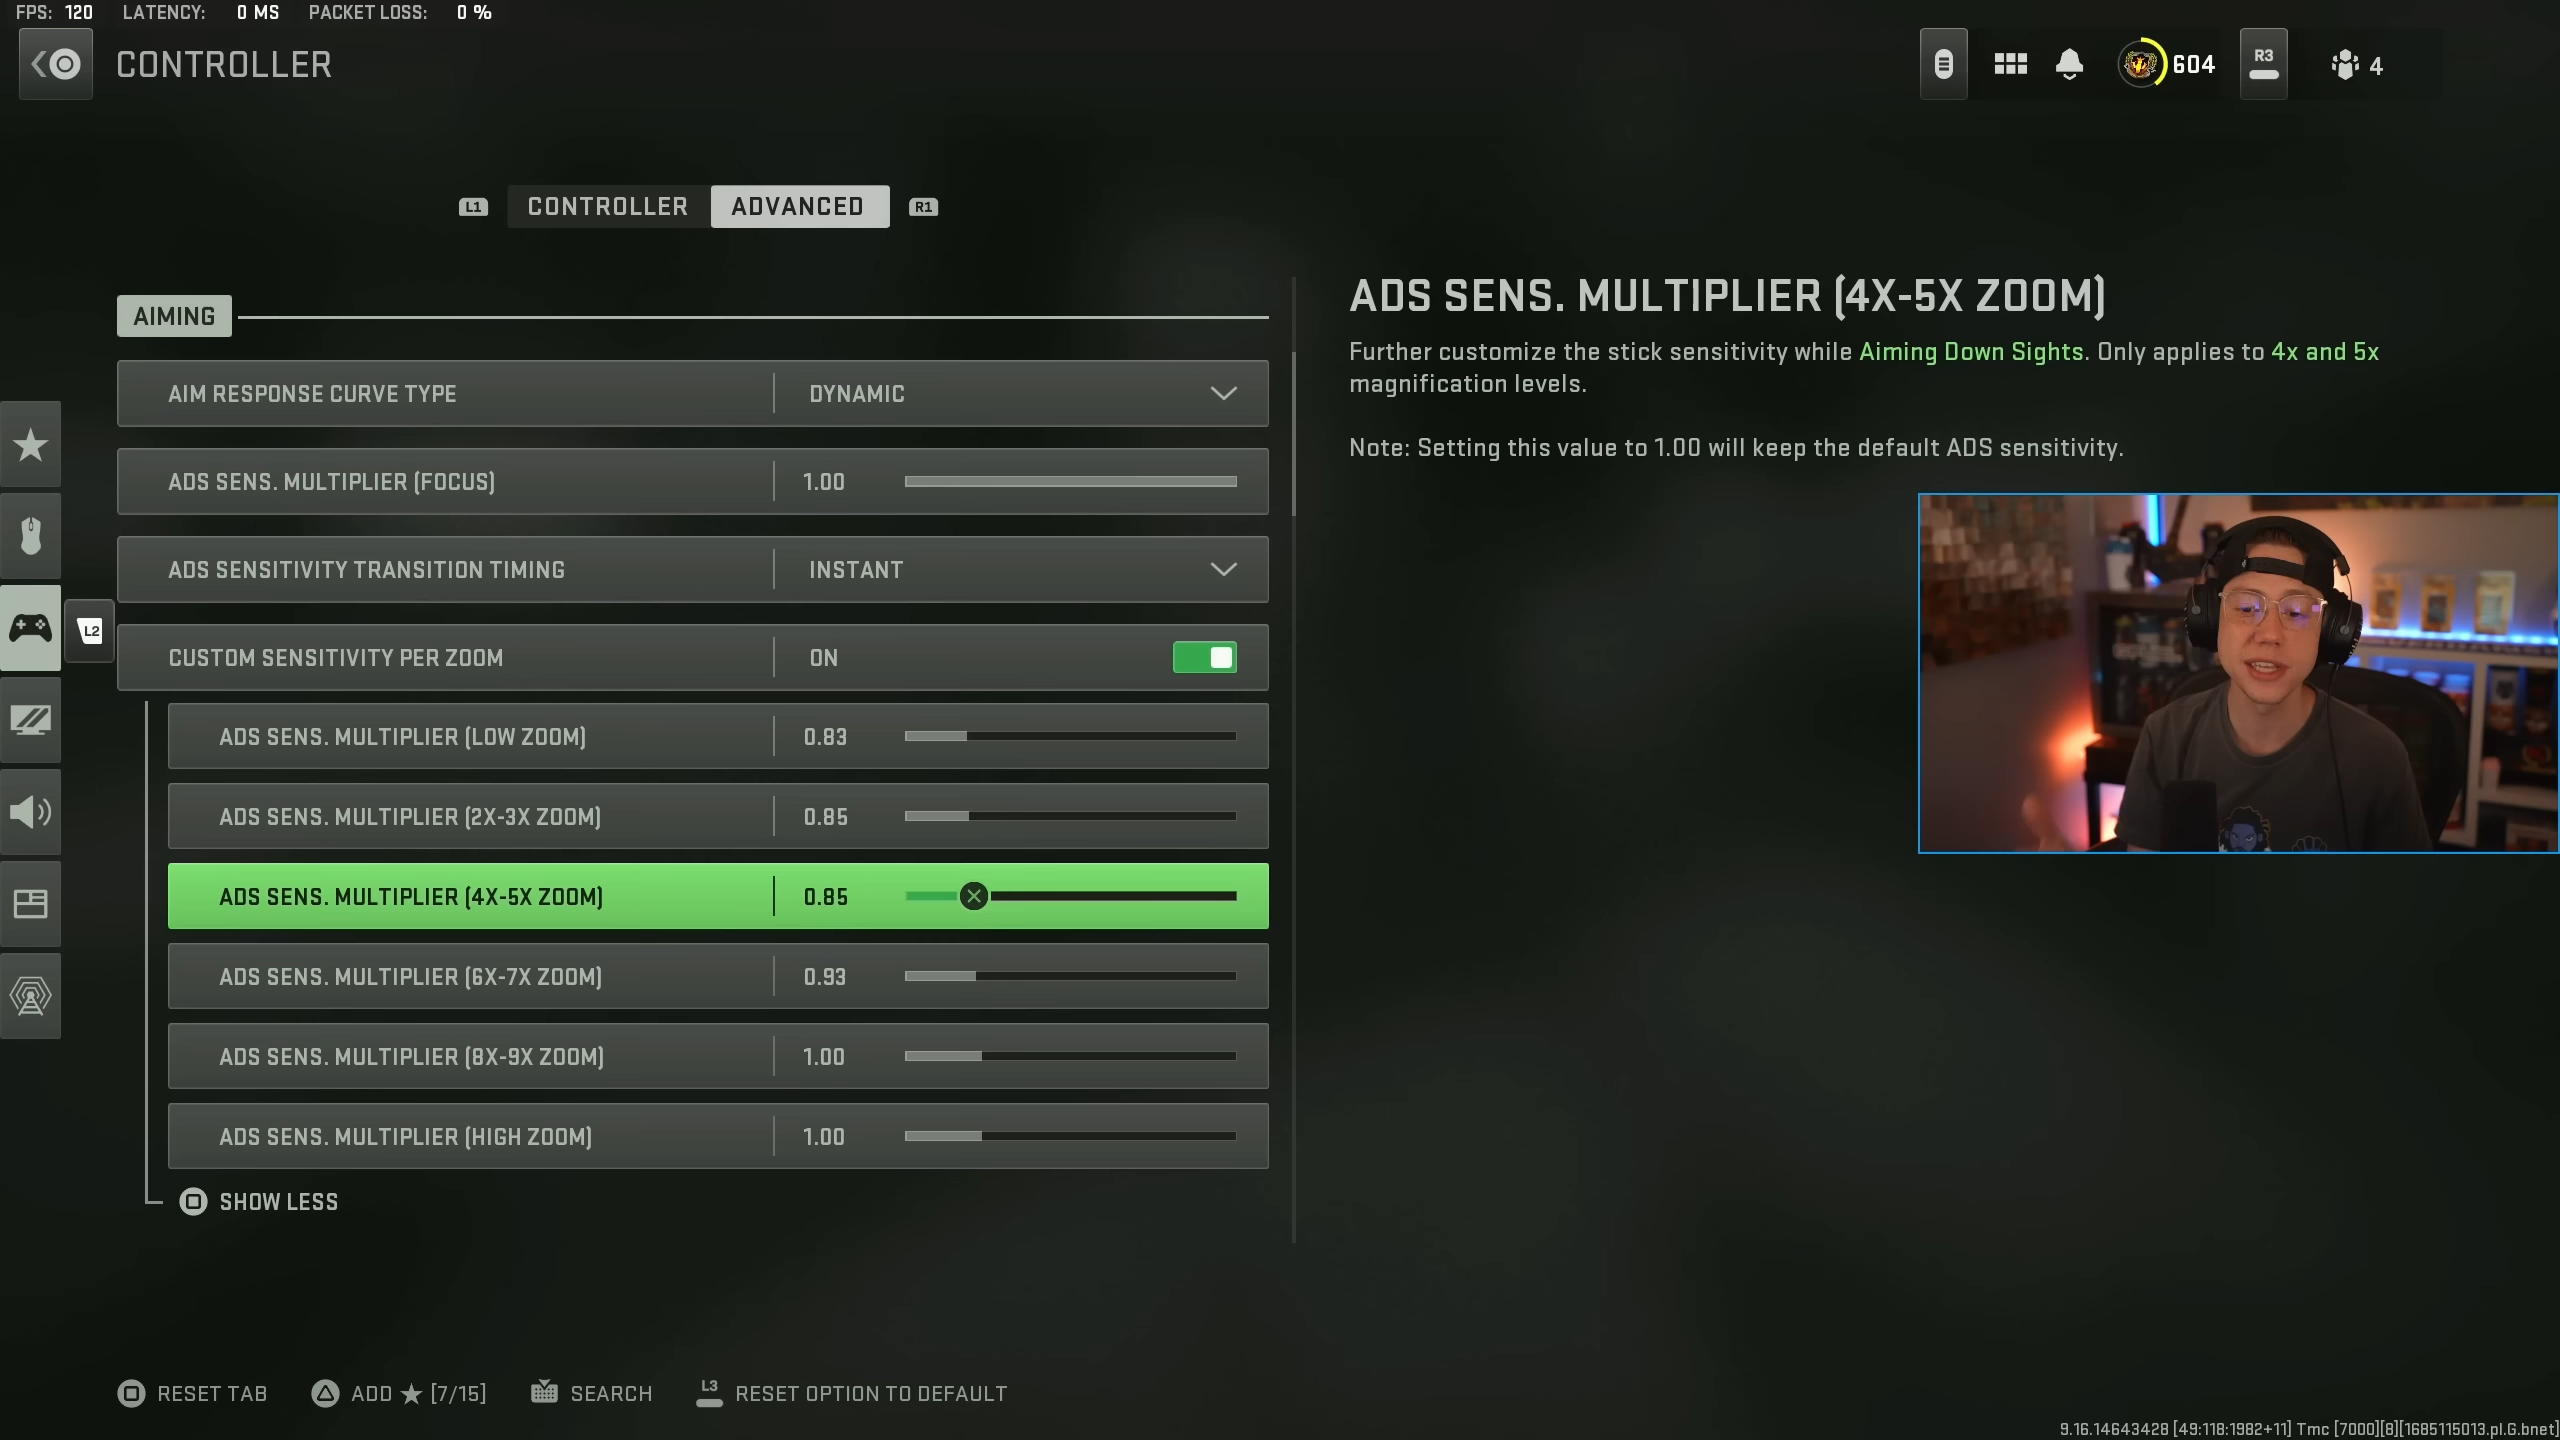 FPS: 120 LATENCY: 0 MS PACKET LOSS: 0 %
CONTROLLER
604 R3 4
L1 CONTROLLER ADVANCED R1
AIMING
AIM RESPONSE CURVE TYPE DYNAMIC
ADS SENS. MULTIPLIER (FOCUS) 1.00
ADS SENSITIVITY TRANSITION TIMING INSTANT
L2
CUSTOM SENSITIVITY PER ZOOM ON
ADS SENS. MULTIPLIER (LOW ZOOM) 0.83
ADS SENS. MULTIPLIER (2X-3X ZOOM) 0.85
ADS SENS. MULTIPLIER (4X-5X ZOOM) 0.85
ADS SENS. MULTIPLIER (6X-7X ZOOM) 0.93
ADS SENS. MULTIPLIER (8X-9X ZOOM) 1.00
ADS SENS. MULTIPLIER (HIGH ZOOM) 1.00
SHOW LESS
ADS SENS. MULTIPLIER (4X-5X ZOOM)
Further customize the stick sensitivity while Aiming Down Sights. Only applies to 4x and 5x
magnification levels.
Note: Setting this value to 1.00 will keep the default ADS sensitivity.
RESET TAB ADD ★ [7/15] SEARCH L3 RESET OPTION TO DEFAULT
9.16.14643428 [49:118:1982+11] Tmc [7000][8][1685115013.pl.G.bnet]